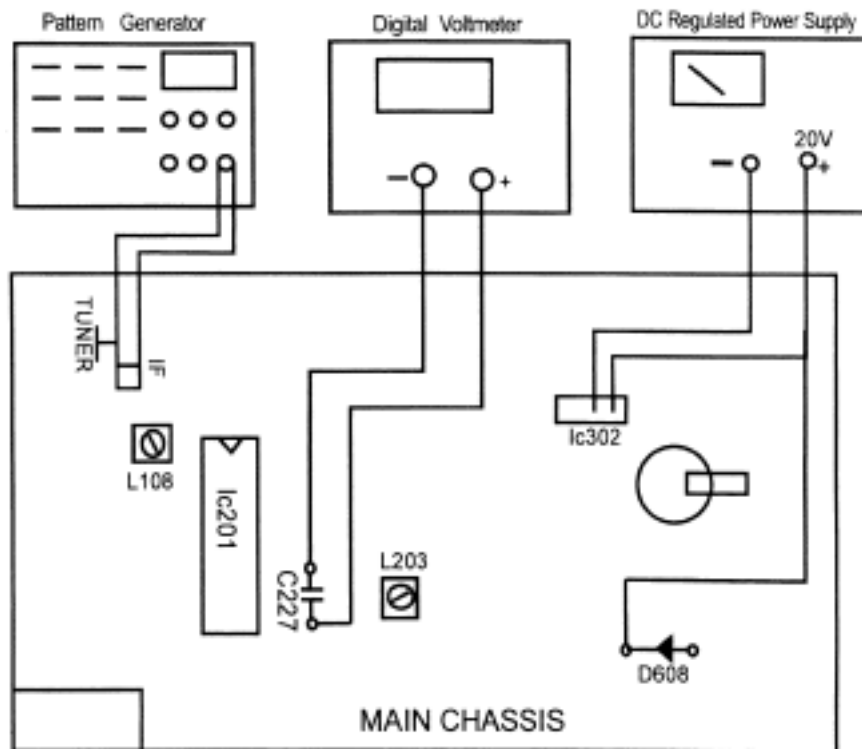 Pattern Generator
Digital Voltmeter
DC Regulated Power Supply
20V
— +
— +
TUNER
IF
L108
Ic201
C227
L203
Ic302
D608
MAIN CHASSIS